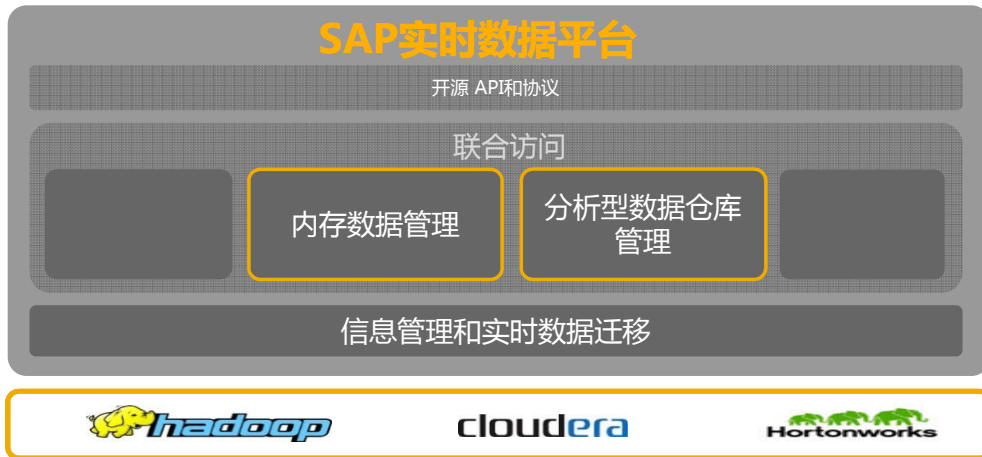 SAP实时数据平台
开源 API和协议
联合访问
内存数据管理
分析型数据仓库
管理
信息管理和实时数据迁移
hadoop
cloudera
Hortonworks